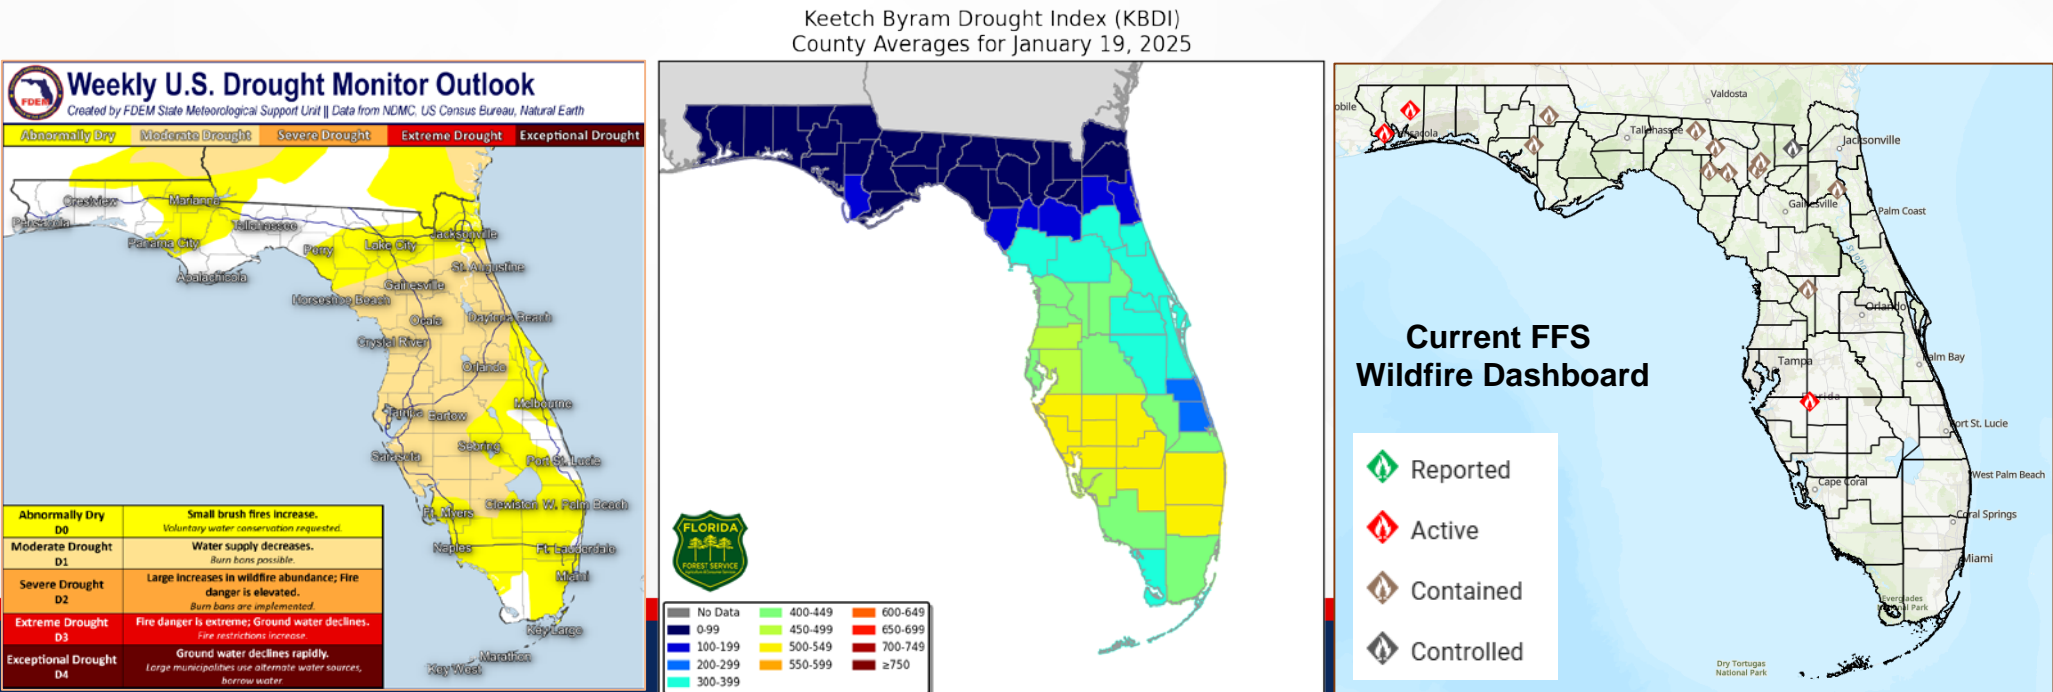 Keetch Byram Drought Index (KBDI)
County Averages for January 19, 2025
FDEM
Weekly U.S. Drought Monitor Outlook
Created by FDEM State Meteorological Support Unit || Data from NDMC, US Census Bureau, Natural Earth
Abnormally Dry
Moderate Drought
Severe Drought
Extreme Drought
Exceptional Drought
Crestview
Marianna
Pensacola
Tallahassee
Panama City
Perry
Lake City
Jacksonville
Apalachicola
St. Augustine
Gainesville
Horseshoe Beach
Ocala
Daytona Beach
Crystal River
Orlando
Melbourne
Tampa
Bartow
Sebring
Sarasota
Port St. Lucie
Clewiston
W. Palm Beach
Ft. Myers
Naples
Ft. Lauderdale
Miami
Key Largo
Marathon
Key West
Abnormally Dry
D0
Small brush fires increase.
Voluntary water conservation requested.
Moderate Drought
D1
Water supply decreases.
Burn bans possible.
Severe Drought
D2
Large increases in wildfire abundance; Fire
danger is elevated.
Burn bans are implemented.
Extreme Drought
D3
Fire danger is extreme; Ground water declines.
Fire restrictions increase.
Exceptional Drought
D4
Ground water declines rapidly.
Large municipalities use alternate water sources,
borrow water.
FLORIDA
FOREST SERVICE
No Data
0-99
100-199
200-299
300-399
400-449
450-499
500-549
550-599
600-649
650-699
700-749
≥750
Valdosta
obile
Pensacola
Tallahassee
Jacksonville
Gainesville
Palm Coast
St Johns
Orlando
Tampa
Palm Bay
Florida
Port St. Lucie
West Palm Beach
Cape Coral
Coral Springs
Miami
Everglades
National Park
Dry Tortugas
National Park
Current FFS
Wildfire Dashboard
Reported
Active
Contained
Controlled